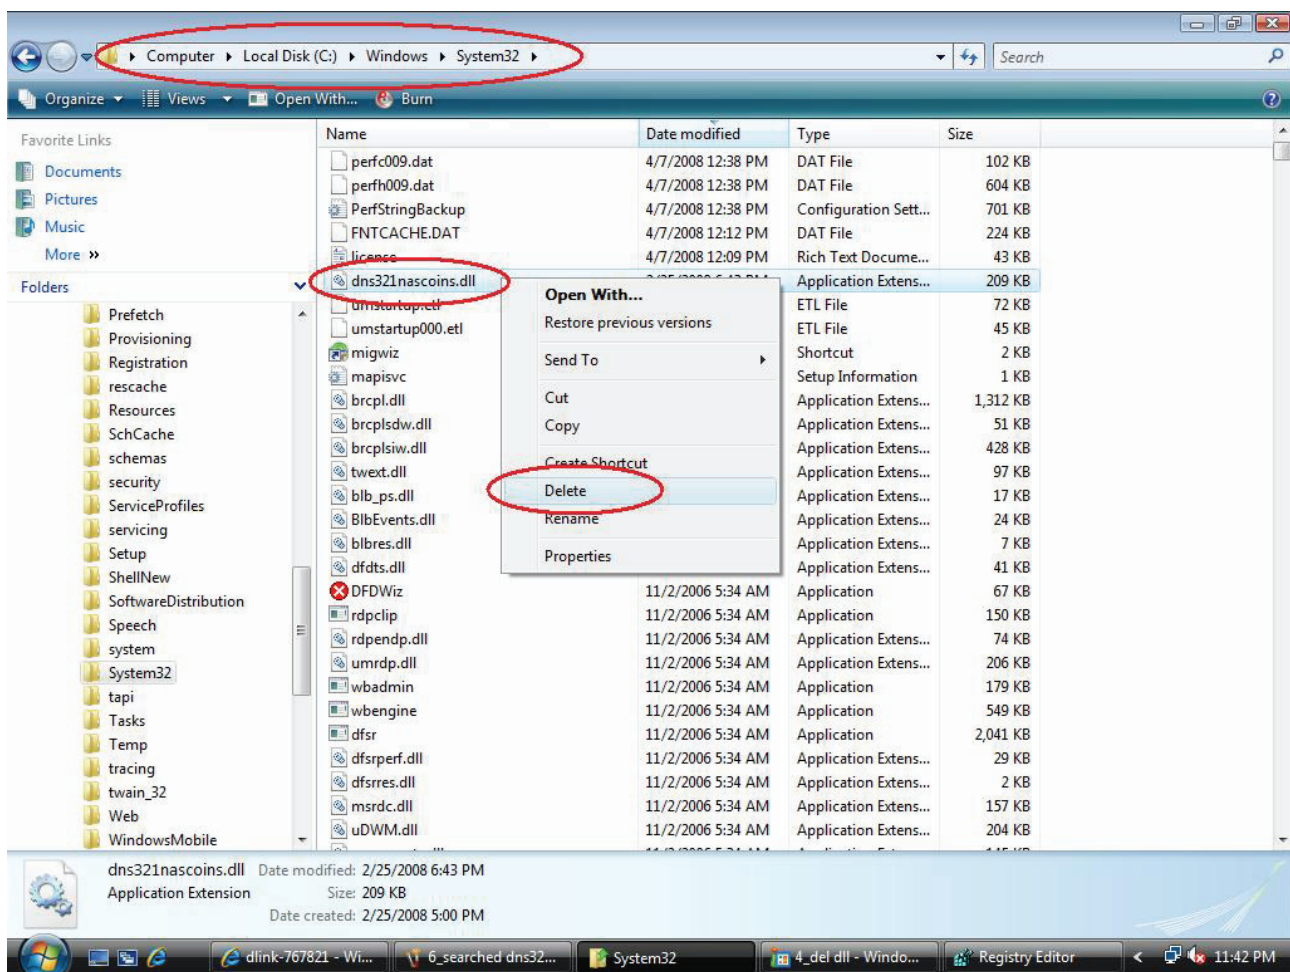 Computer Local Disk (C:) Windows System32
Search
Organize Views Open With... Burn
Favorite Links
Documents
Pictures
Music
More »
Folders
Prefetch
Provisioning
Registration
rescache
Resources
SchCache
schemas
security
ServiceProfiles
servicing
Setup
ShellNew
SoftwareDistribution
Speech
system
System32
tapi
Tasks
Temp
tracing
twain_32
Web
WindowsMobile
Name Date modified Type Size
perfc009.dat 4/7/2008 12:38 PM DAT File 102 KB
perfh009.dat 4/7/2008 12:38 PM DAT File 604 KB
PerfStringBackup 4/7/2008 12:38 PM Configuration Sett... 701 KB
FNTCACHE.DAT 4/7/2008 12:12 PM DAT File 224 KB
license 4/7/2008 12:09 PM Rich Text Docume... 43 KB
dns321nascoins.dll 2/25/2008 6:43 PM Application Extens... 209 KB
umstartup.etl ETL File 72 KB
umstartup000.etl ETL File 45 KB
migwiz Shortcut 2 KB
mapisvc Setup Information 1 KB
brcpl.dll Application Extens... 1,312 KB
brcplsdw.dll Application Extens... 51 KB
brcplsiw.dll Application Extens... 428 KB
twext.dll Application Extens... 97 KB
blb_ps.dll Application Extens... 17 KB
BlbEvents.dll Application Extens... 24 KB
blbres.dll Application Extens... 7 KB
dfdts.dll Application Extens... 41 KB
DFDWiz 11/2/2006 5:34 AM Application 67 KB
rdpclip 11/2/2006 5:34 AM Application 150 KB
rdpendp.dll 11/2/2006 5:34 AM Application Extens... 74 KB
umrdp.dll 11/2/2006 5:34 AM Application Extens... 206 KB
wbadmin 11/2/2006 5:34 AM Application 179 KB
wbengine 11/2/2006 5:34 AM Application 549 KB
dfsr 11/2/2006 5:34 AM Application 2,041 KB
dfsrperf.dll 11/2/2006 5:34 AM Application Extens... 29 KB
dfsrres.dll 11/2/2006 5:34 AM Application Extens... 2 KB
msrdc.dll 11/2/2006 5:34 AM Application Extens... 157 KB
uDWM.dll 11/2/2006 5:34 AM Application Extens... 204 KB
Open With...
Restore previous versions
Send To
Cut
Copy
Create Shortcut
Delete
Rename
Properties
dns321nascoins.dll Date modified: 2/25/2008 6:43 PM
Application Extension Size: 209 KB
Date created: 2/25/2008 5:00 PM
dlink-767821 - Wi... 6_searched dns32... System32 4_del dll - Windo... Registry Editor < 11:42 PM